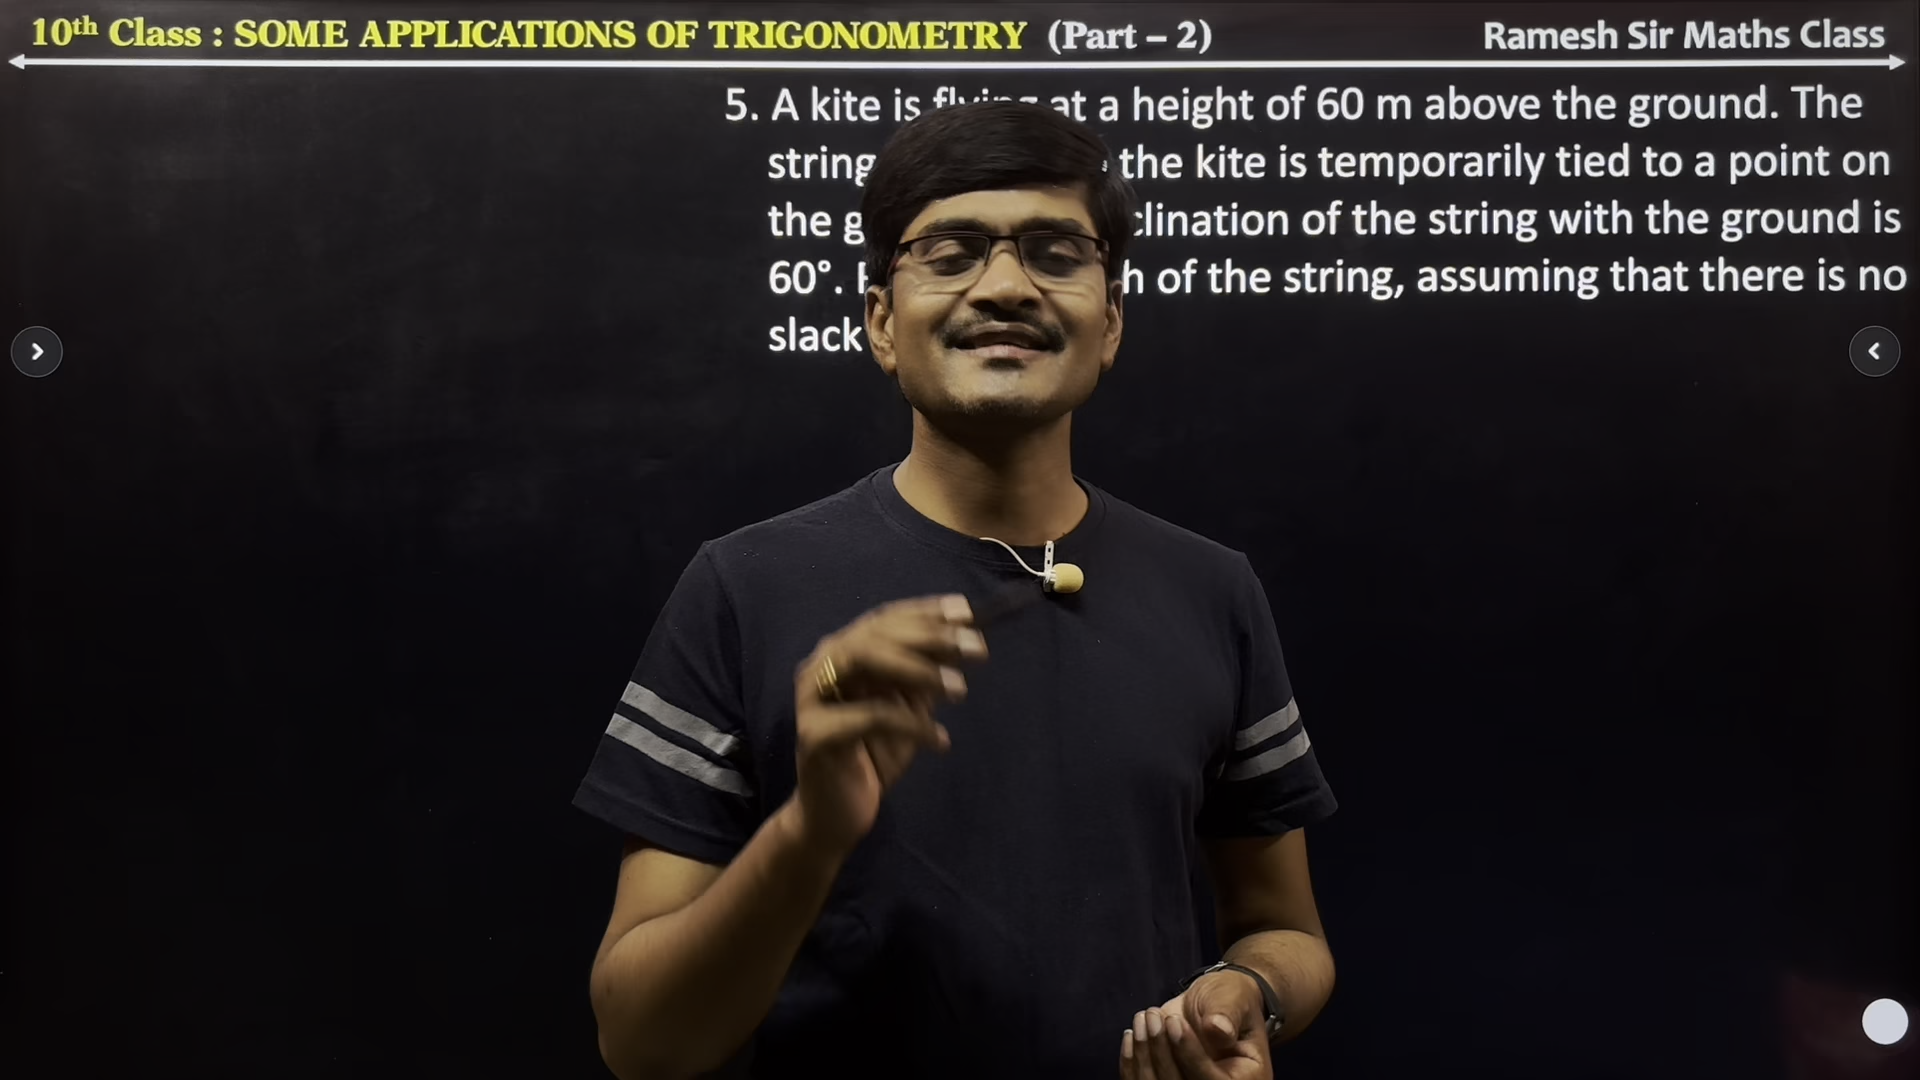 10th Class : SOME APPLICATIONS OF TRIGONOMETRY (Part – 2)
Ramesh Sir Maths Class
5. A kite is flying at a height of 60 m above the ground. The
string the kite is temporarily tied to a point on
the clination of the string with the ground is
60°. of the string, assuming that there is no
slack